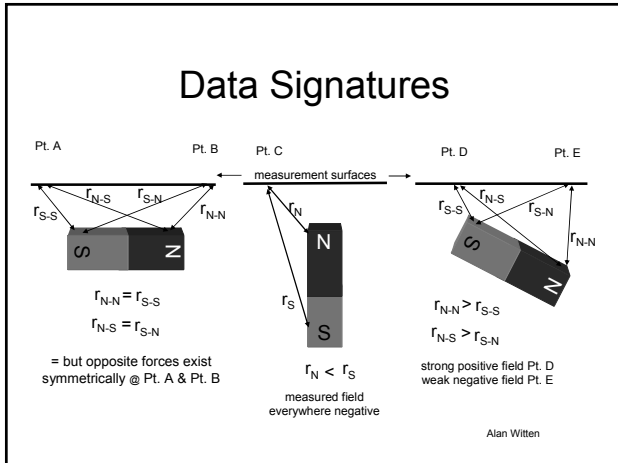 Data Signatures
Pt. A
Pt. B
Pt. C
Pt. D
Pt. E
measurement surfaces
rN-S
rS-N
rS-S
rN-N
S
N
rN-N = rS-S
rN-S = rS-N
= but opposite forces exist
symmetrically @ Pt. A & Pt. B
rN
N
rS
S
rN < rS
measured field
everywhere negative
rN-S
rS-S
rS-N
rN-N
S
N
rN-N > rS-S
rN-S > rS-N
strong positive field Pt. D
weak negative field Pt. E
Alan Witten